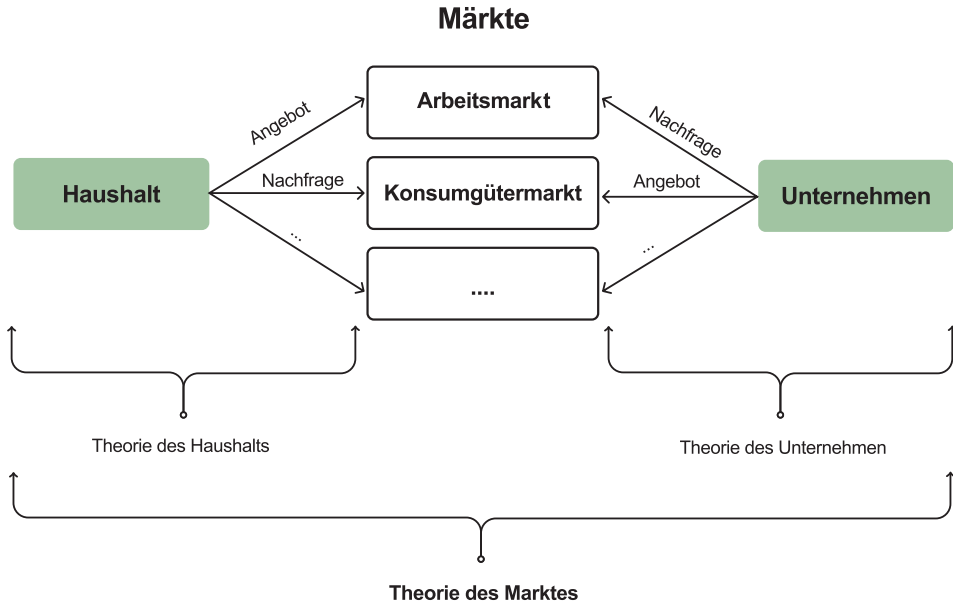 Märkte
Arbeitsmarkt
Angebot
Nachfrage
Haushalt
Nachfrage
Konsumgütermarkt
Angebot
Unternehmen
...
...
....
Theorie des Haushalts
Theorie des Unternehmen
Theorie des Marktes